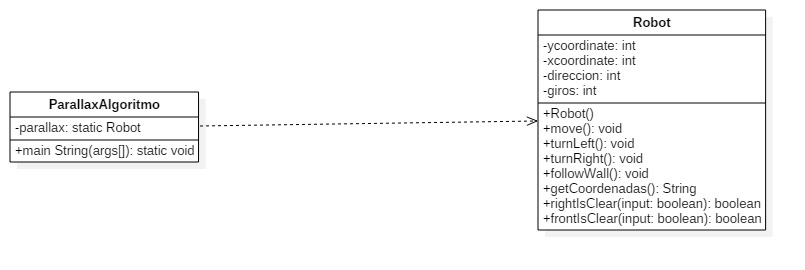 ParallaxAlgoritmo
-parallax: static Robot
+main String(args[]): static void
Robot
-ycoordinate: int
-xcoordinate: int
-direccion: int
-giros: int
+Robot()
+move(): void
+turnLeft(): void
+turnRight(): void
+followWall(): void
+getCoordenadas(): String
+rightIsClear(input: boolean): boolean
+frontIsClear(input: boolean): boolean